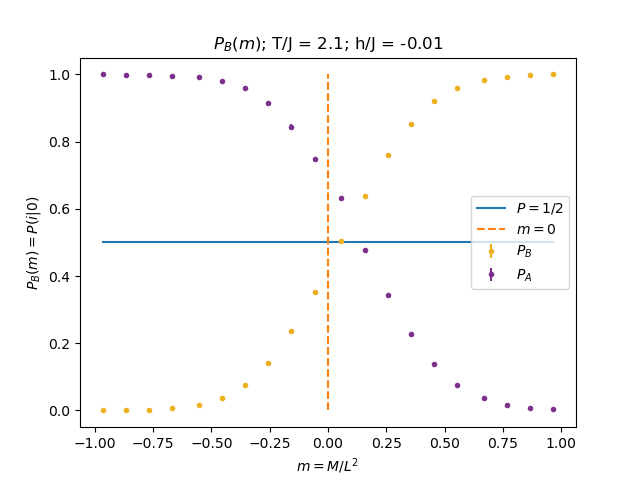 P_B(m); T/J = 2.1; h/J = -0.01
P_B(m) = P(i|0)
1.0
0.8
0.6
0.4
0.2
0.0
P = 1/2
m = 0
P_B
P_A
−1.00 −0.75 −0.50 −0.25 0.00 0.25 0.50 0.75 1.00
m = M/L²